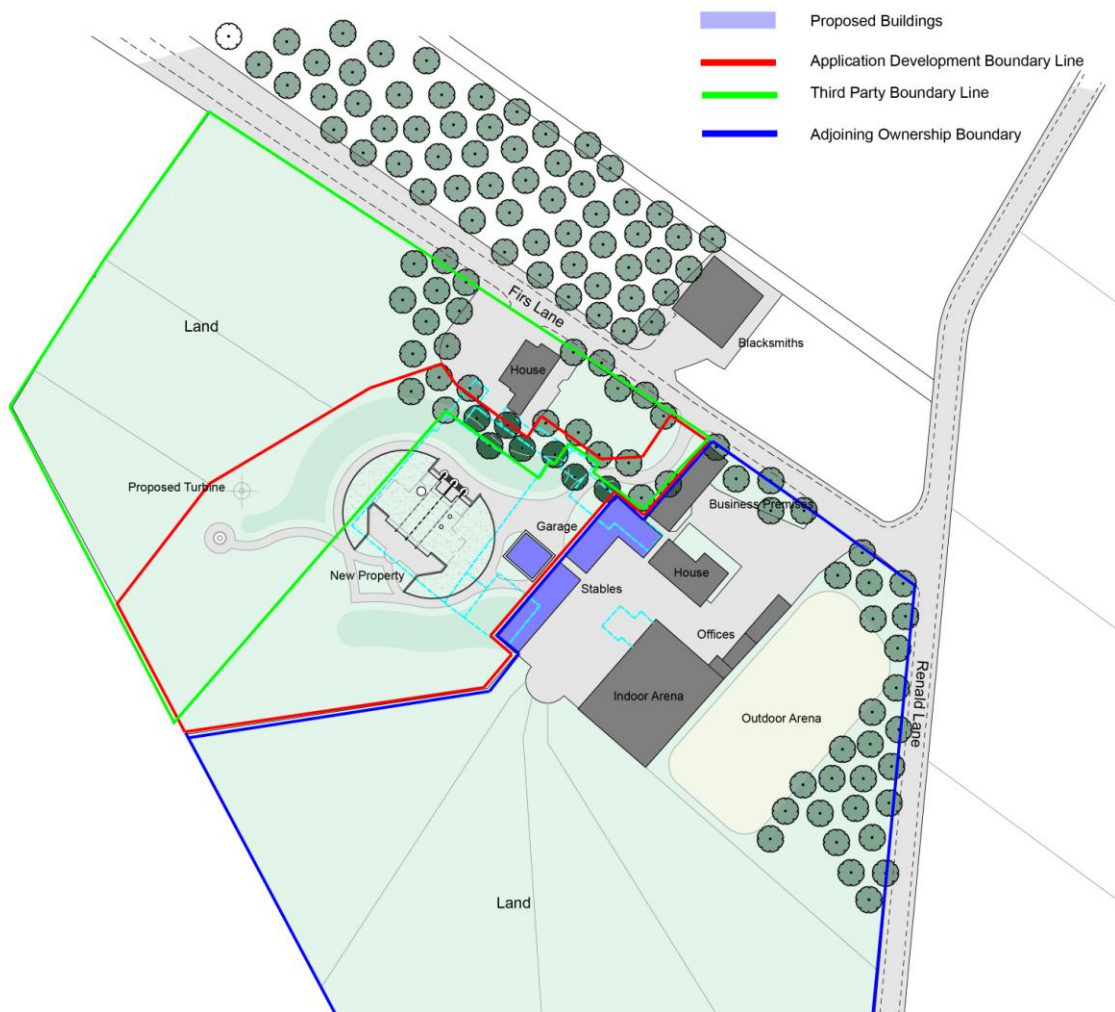 Proposed Buildings
Application Development Boundary Line
Third Party Boundary Line
Adjoining Ownership Boundary
Firs Lane
Land
Blacksmiths
House
Proposed Turbine
Business Premises
Garage
New Property
House
Stables
Offices
Renald Lane
Indoor Arena
Outdoor Arena
Land